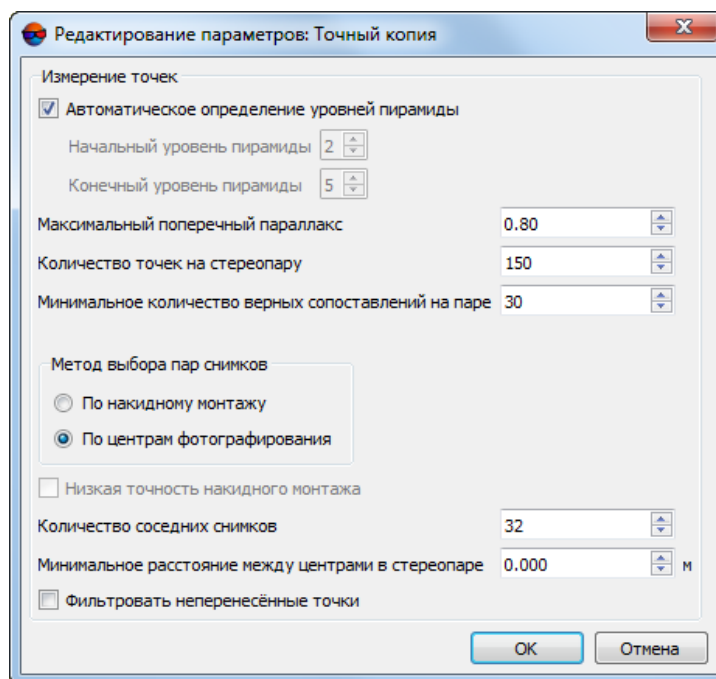 Редактирование параметров: Точный копия
Измерение точек
Автоматическое определение уровней пирамиды
Начальный уровень пирамиды 2
Конечный уровень пирамиды 5
Максимальный поперечный параллакс 0.80
Количество точек на стереопару 150
Минимальное количество верных сопоставлений на паре 30
Метод выбора пар снимков
По накидному монтажу
По центрам фотографирования
Низкая точность накидного монтажа
Количество соседних снимков 32
Минимальное расстояние между центрами в стереопаре 0.000 м
Фильтровать неперенесённые точки
ОК Отмена